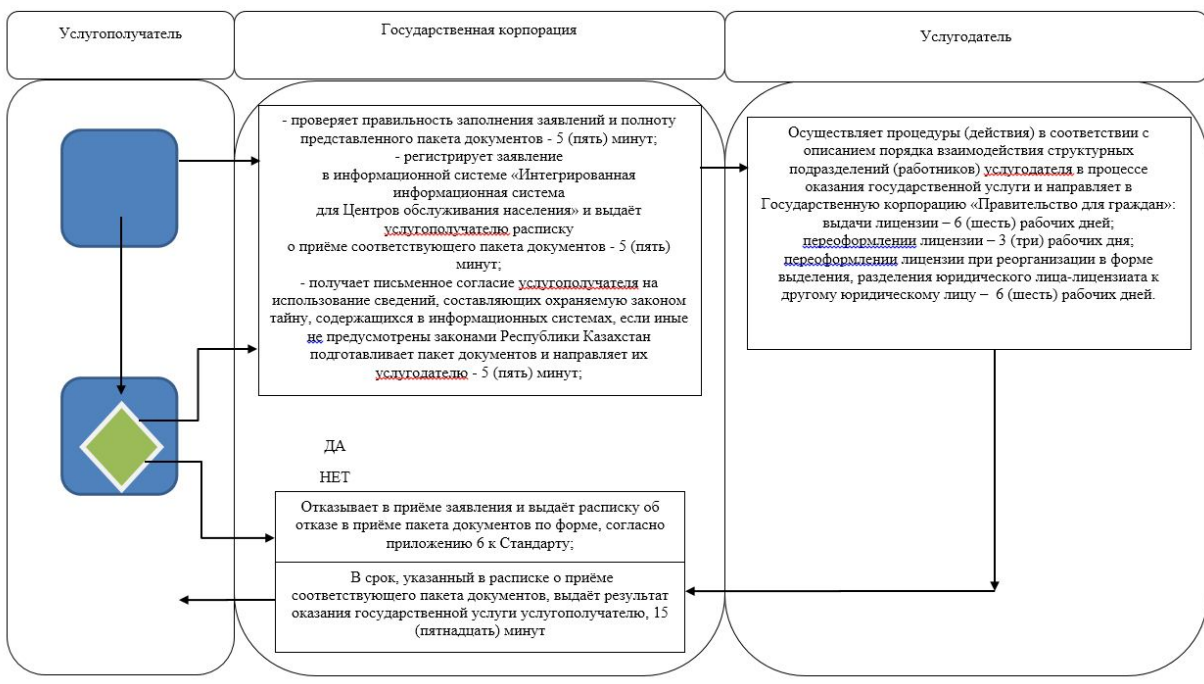 Услугополучатель
Государственная корпорация
Услугодатель
- проверяет правильность заполнения заявлений и полноту
представленного пакета документов - 5 (пять) минут;
- регистрирует заявление
в информационной системе «Интегрированная
информационная система
для Центров обслуживания населения» и выдаёт
услугополучателю расписку
о приёме соответствующего пакета документов - 5 (пять)
минут;
- получает письменное согласие услугополучателя на
использование сведений, составляющих охраняемую законом
тайну, содержащихся в информационных системах, если иные
не предусмотрены законами Республики Казахстан
подготавливает пакет документов и направляет их
услугодателю - 5 (пять) минут;
Осуществляет процедуры (действия) в соответствии с
описанием порядка взаимодействия структурных
подразделений (работников) услугодателя в процессе
оказания государственной услуги и направляет в
Государственную корпорацию «Правительство для граждан»:
выдачи лицензии – 6 (шесть) рабочих дней;
переоформлении лицензии – 3 (три) рабочих дня;
переоформлении лицензии при реорганизации в форме
выделения, разделения юридического лица-лицензиата к
другому юридическому лицу – 6 (шесть) рабочих дней.
ДА
НЕТ
Отказывает в приёме заявления и выдаёт расписку об
отказе в приёме пакета документов по форме, согласно
приложению 6 к Стандарту;
В срок, указанный в расписке о приёме
соответствующего пакета документов, выдаёт результат
оказания государственной услуги услугополучателю, 15
(пятнадцать) минут